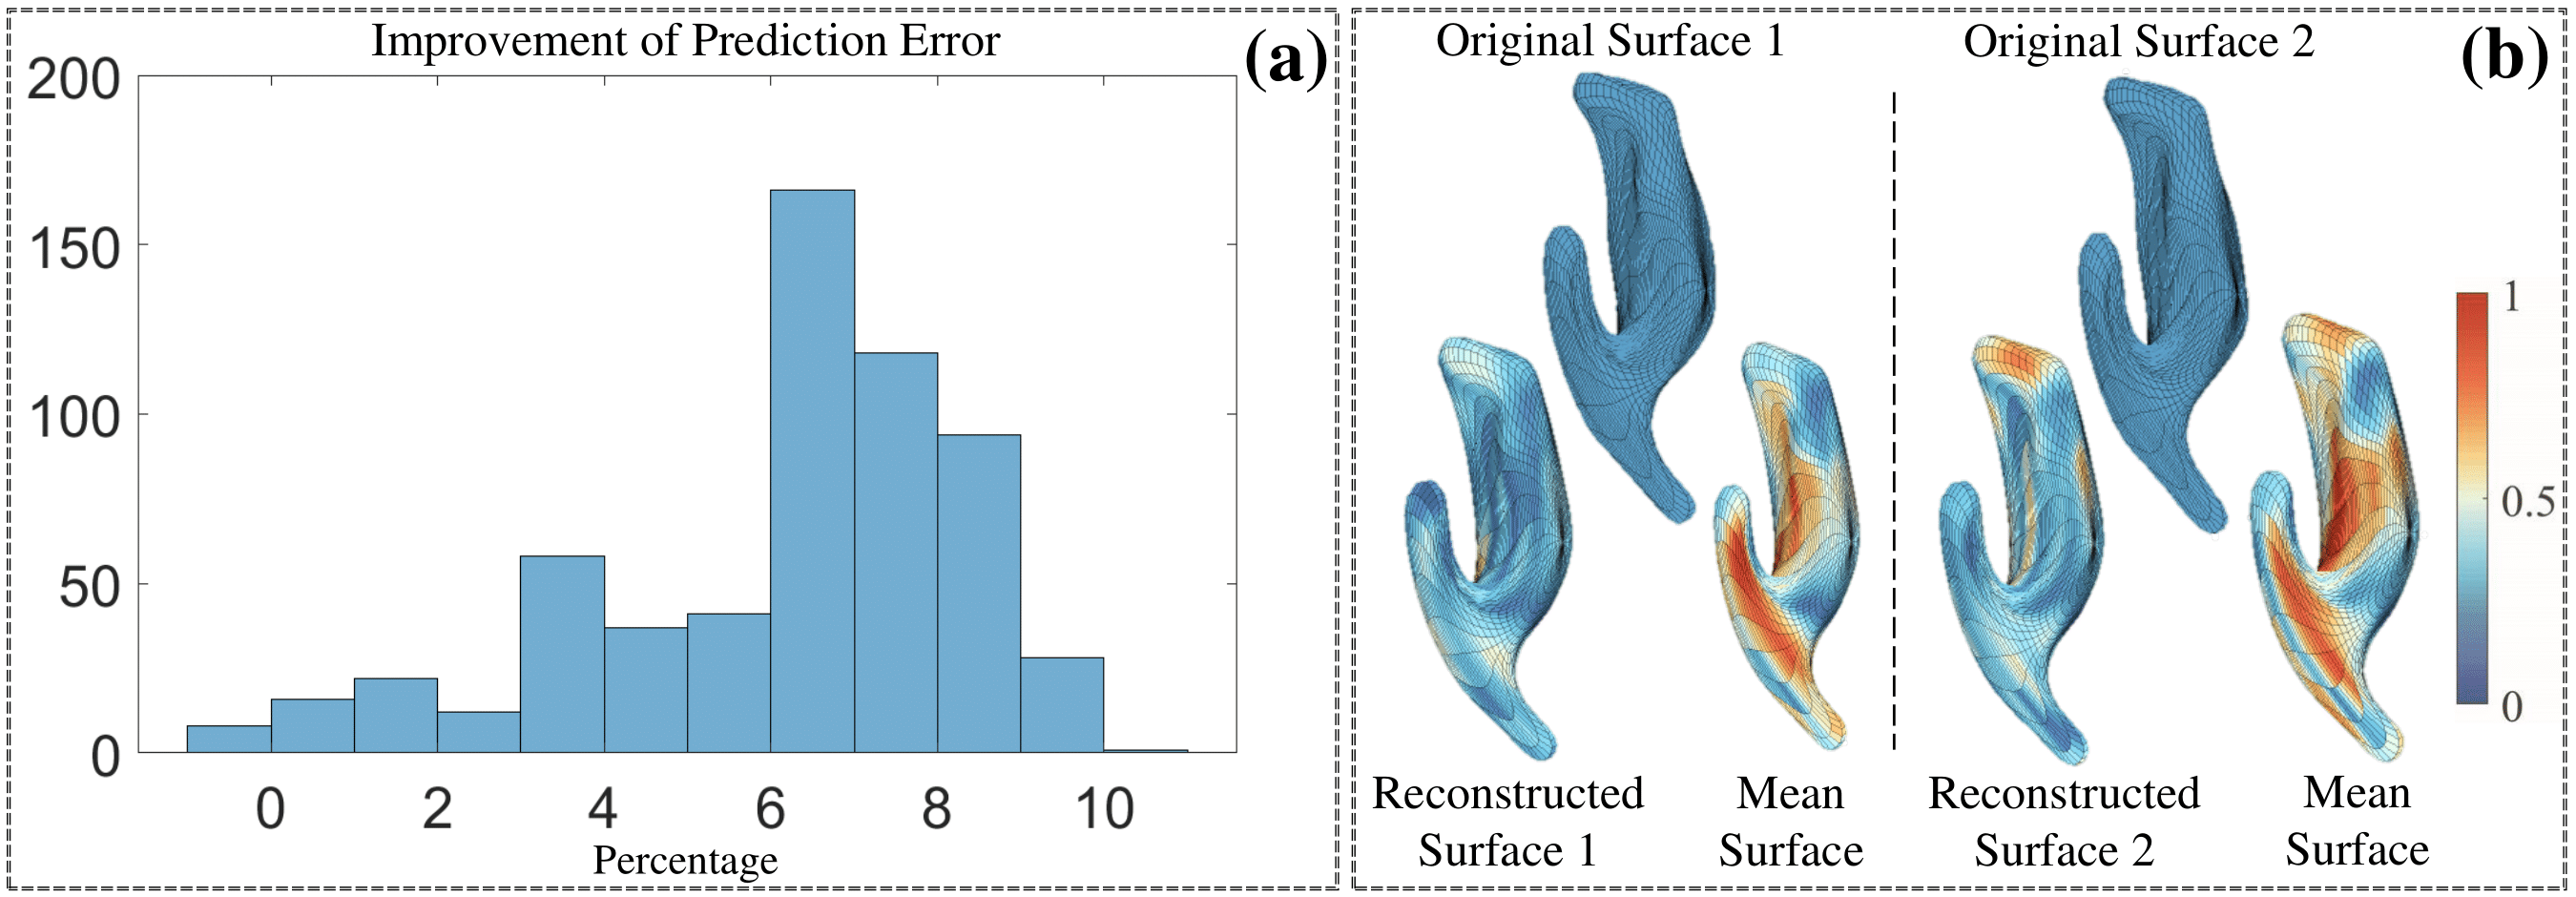 Improvement of Prediction Error
(a)
200
150
100
50
0
0 2 4 6 8 10
Percentage
Original Surface 1
Original Surface 2
(b)
1
0.5
0
Reconstructed
Surface 1
Mean
Surface
Reconstructed
Surface 2
Mean
Surface